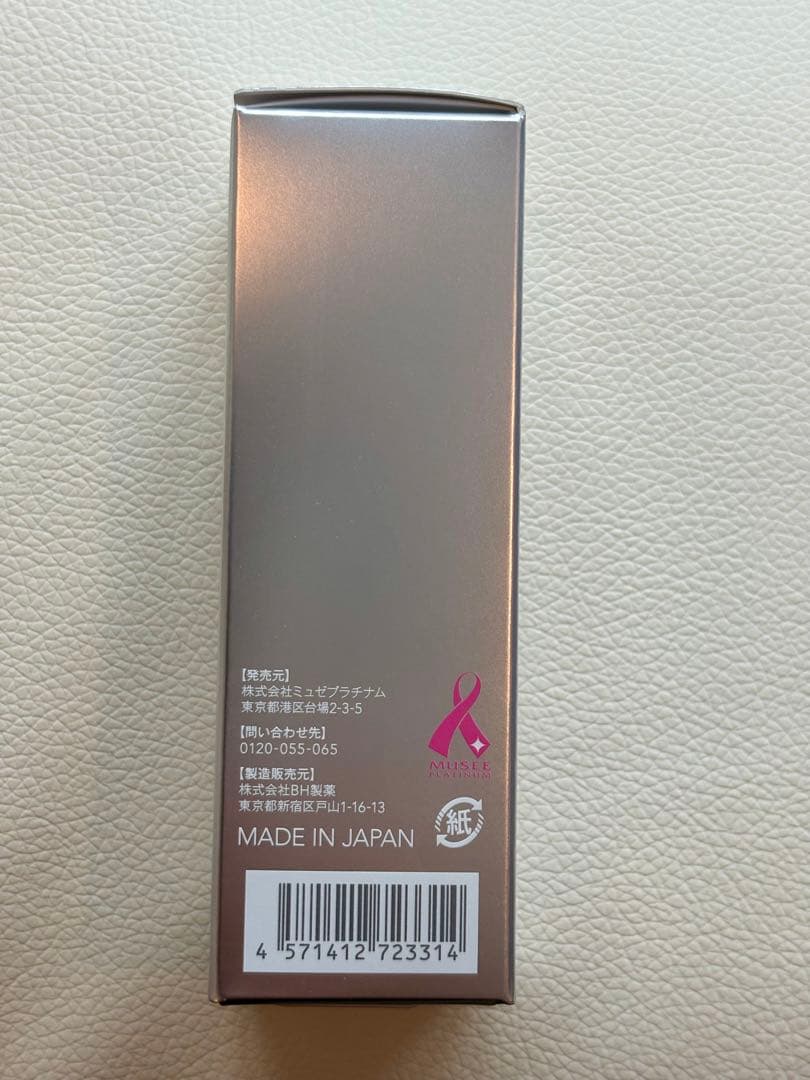 【発売元】
株式会社ミュゼプラチナム
東京都港区台場2-3-5
【問い合わせ先】
0120-055-065
【製造販売元】
株式会社BH製薬
東京都新宿区戸山1-16-13
MADE IN JAPAN
MUSEE
PLATINUM
紙
4 571412 723314